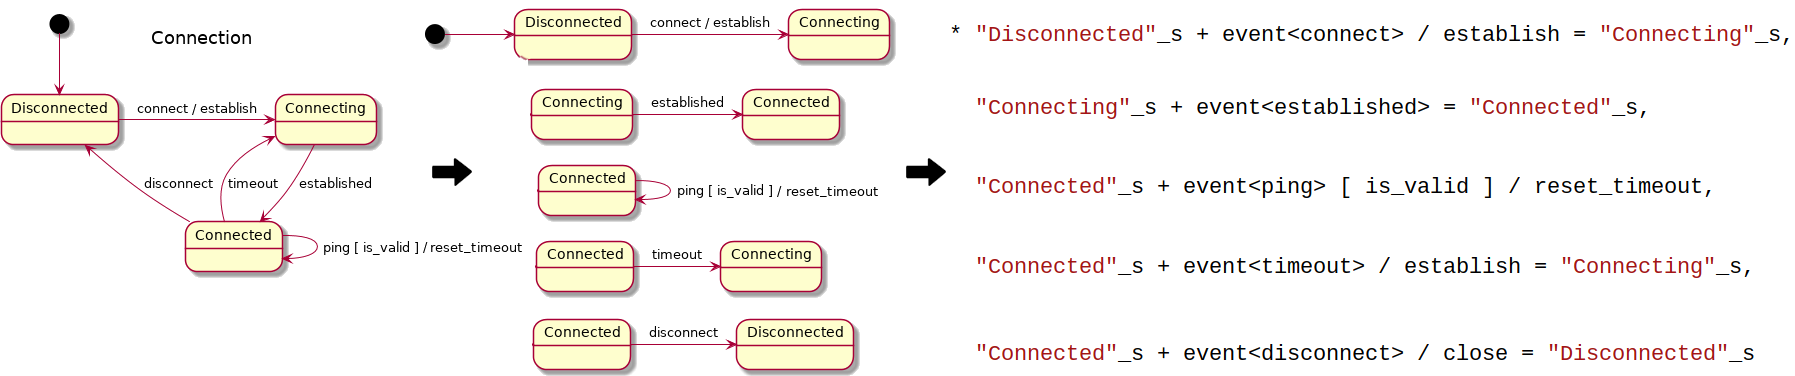 Connection
Disconnected
connect / establish
Connecting
disconnect
timeout
established
Connected
ping [ is_valid ] / reset_timeout
Disconnected
connect / establish
Connecting
Connecting
established
Connected
Connected
ping [ is_valid ] / reset_timeout
Connected
timeout
Connecting
Connected
disconnect
Disconnected
* "Disconnected"_s + event<connect> / establish = "Connecting"_s,
"Connecting"_s + event<established> = "Connected"_s,
"Connected"_s + event<ping> [ is_valid ] / reset_timeout,
"Connected"_s + event<timeout> / establish = "Connecting"_s,
"Connected"_s + event<disconnect> / close = "Disconnected"_s